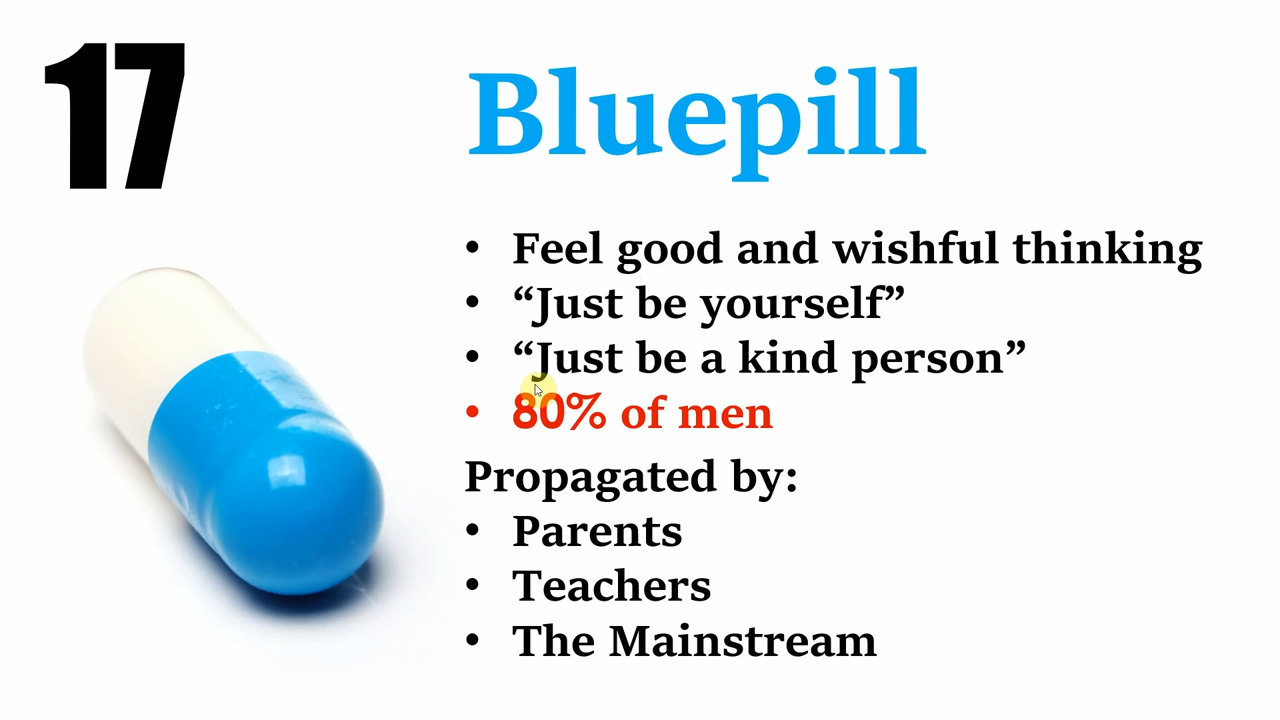 17
Bluepill
• Feel good and wishful thinking
• “Just be yourself”
• “Just be a kind person”
• 80% of men
Propagated by:
• Parents
• Teachers
• The Mainstream